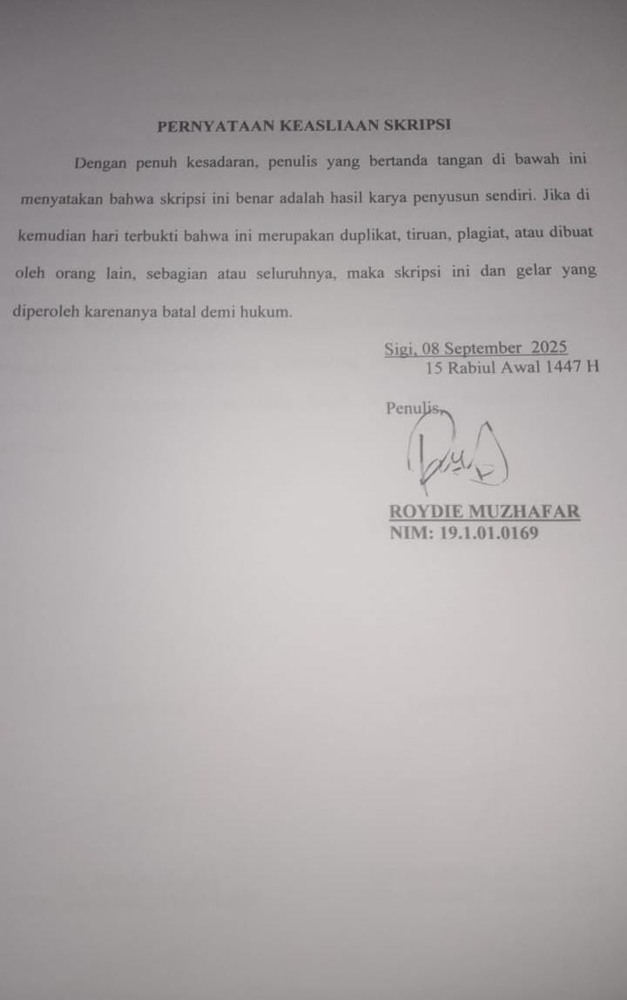 PERNYATAAN KEASLIAAN SKRIPSI
Dengan penuh kesadaran, penulis yang bertanda tangan di bawah ini
menyatakan bahwa skripsi ini benar adalah hasil karya penyusun sendiri. Jika di
kemudian hari terbukti bahwa ini merupakan duplikat, tiruan, plagiat, atau dibuat
oleh orang lain, sebagian atau seluruhnya, maka skripsi ini dan gelar yang
diperoleh karenanya batal demi hukum.
Sigi, 08 September 2025
15 Rabiul Awal 1447 H
Penulis,
ROYDIE MUZHAFAR
NIM: 19.1.01.0169